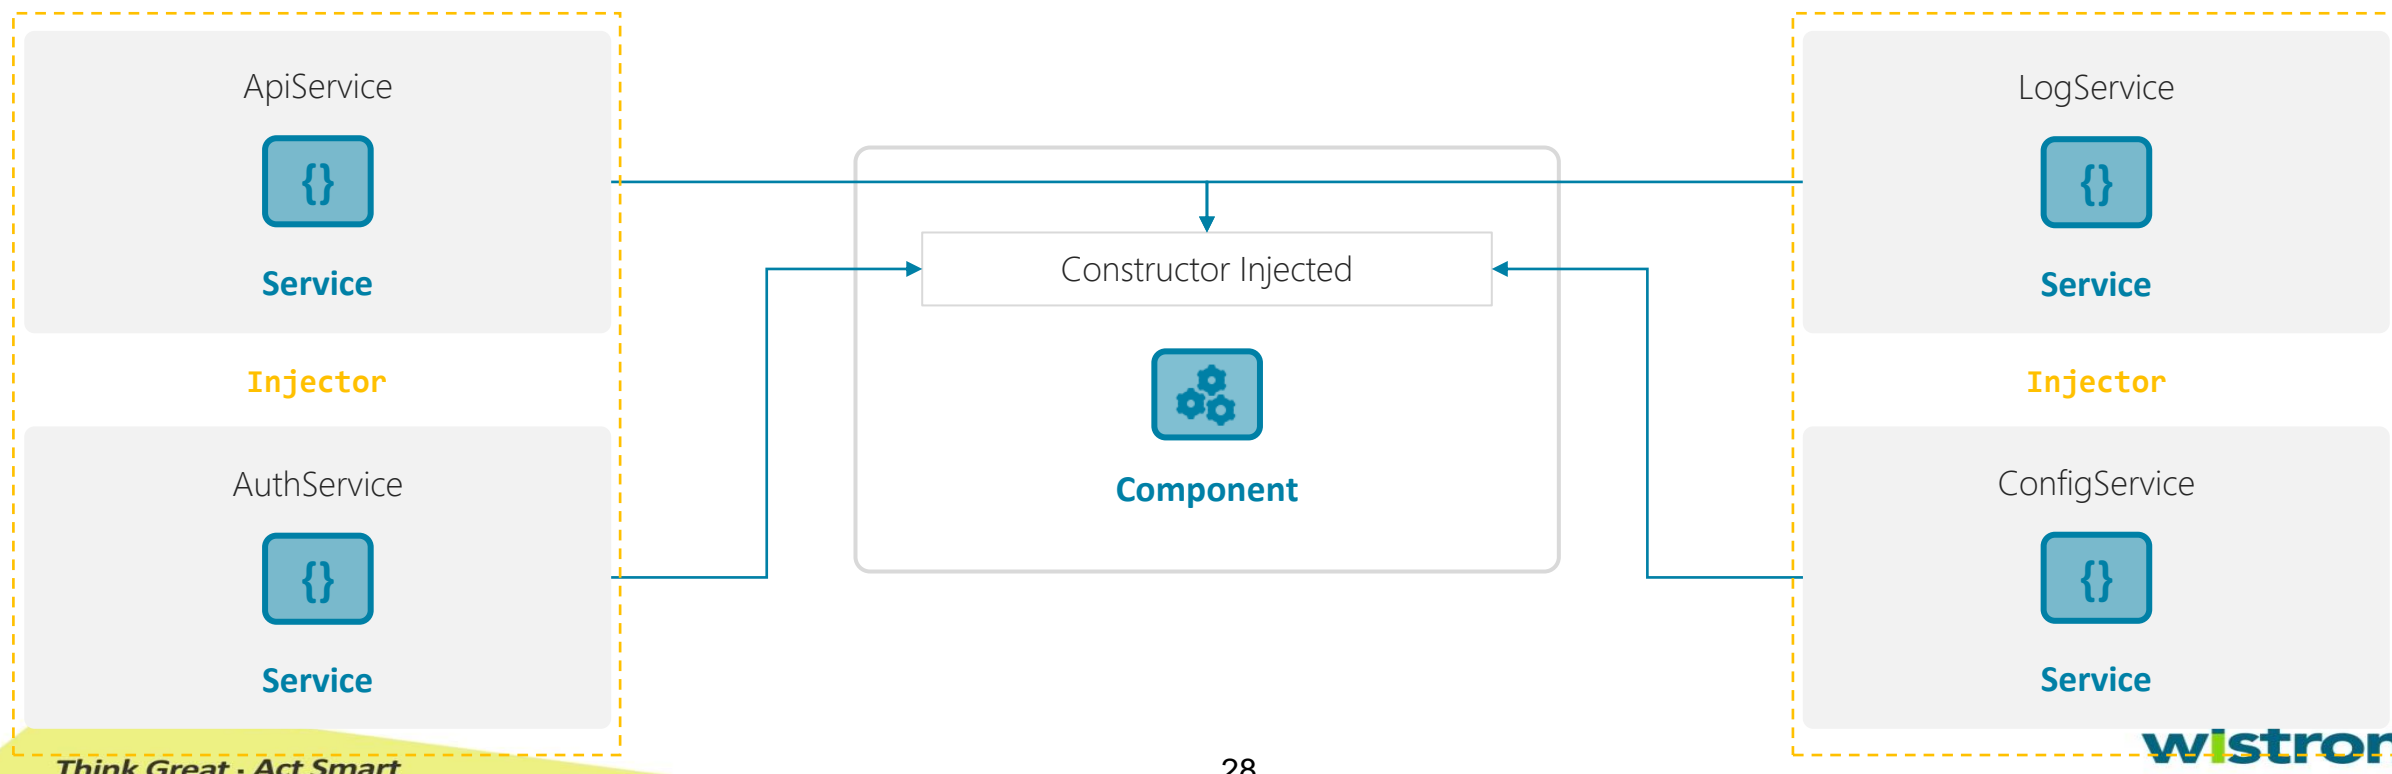 ApiService
{}
Service
Injector
AuthService
{}
Service
Constructor Injected
Component
LogService
{}
Service
Injector
ConfigService
{}
Service
Think Great · Act Smart
28
wistron